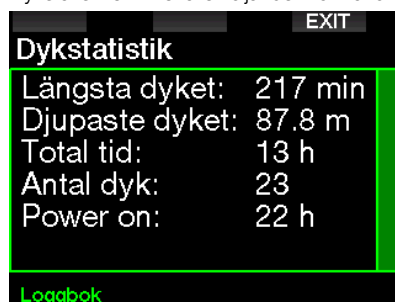 EXIT
Dykstatistik
Längsta dyket: 217 min
Djupaste dyket: 87.8 m
Total tid: 13 h
Antal dyk: 23
Power on: 22 h
Loggbok